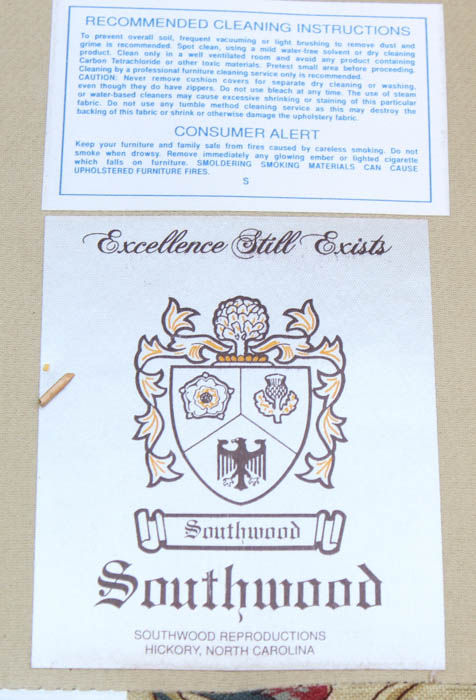 RECOMMENDED CLEANING INSTRUCTIONS
To prevent overall soil, frequent vacuuming or light brushing to remove dust and
grime is recommended. Spot clean, using a mild water-free solvent or dry cleaning
product. Clean only in a well ventilated room and avoid any product containing
Carbon Tetrachloride or other toxic materials. Pretest small area before proceeding.
Cleaning by a professional furniture cleaning service only is recommended.
CAUTION: Never remove cushion covers for separate dry cleaning or washing,
even though they do have zippers. Do not use bleach at any time. The use of steam
or water-based cleaners may cause excessive shrinking or staining of this particular
fabric. Do not use any tumble method cleaning service as this may destroy the
backing of this fabric or shrink or otherwise damage the upholstery fabric.
CONSUMER ALERT
Keep your furniture and family safe from fires caused by careless smoking. Do not
smoke when drowsy. Remove immediately any glowing ember or lighted cigarette
which falls on furniture. SMOLDERING SMOKING MATERIALS CAN CAUSE
UPHOLSTERED FURNITURE FIRES.
S
Excellence Still Exists
Southwood
Southwood
SOUTHWOOD REPRODUCTIONS
HICKORY, NORTH CAROLINA